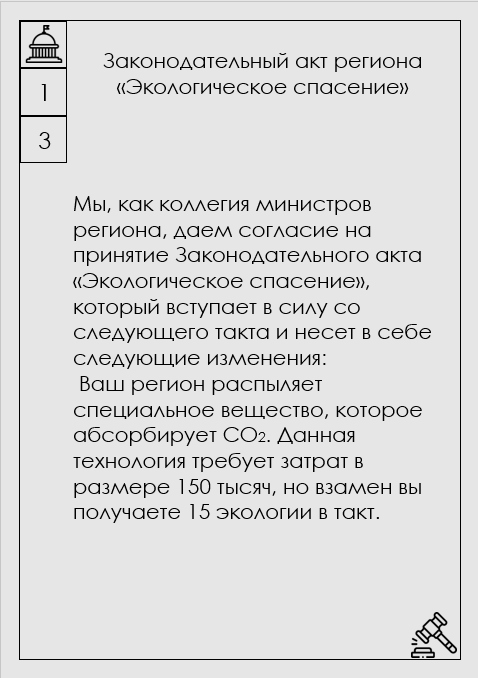 1
3
Законодательный акт региона
«Экологическое спасение»
Мы, как коллегия министров
региона, даем согласие на
принятие Законодательного акта
«Экологическое спасение»,
который вступает в силу со
следующего такта и несет в себе
следующие изменения:
Ваш регион распыляет
специальное вещество, которое
абсорбирует CO2. Данная
технология требует затрат в
размере 150 тысяч, но взамен вы
получаете 15 экологии в такт.